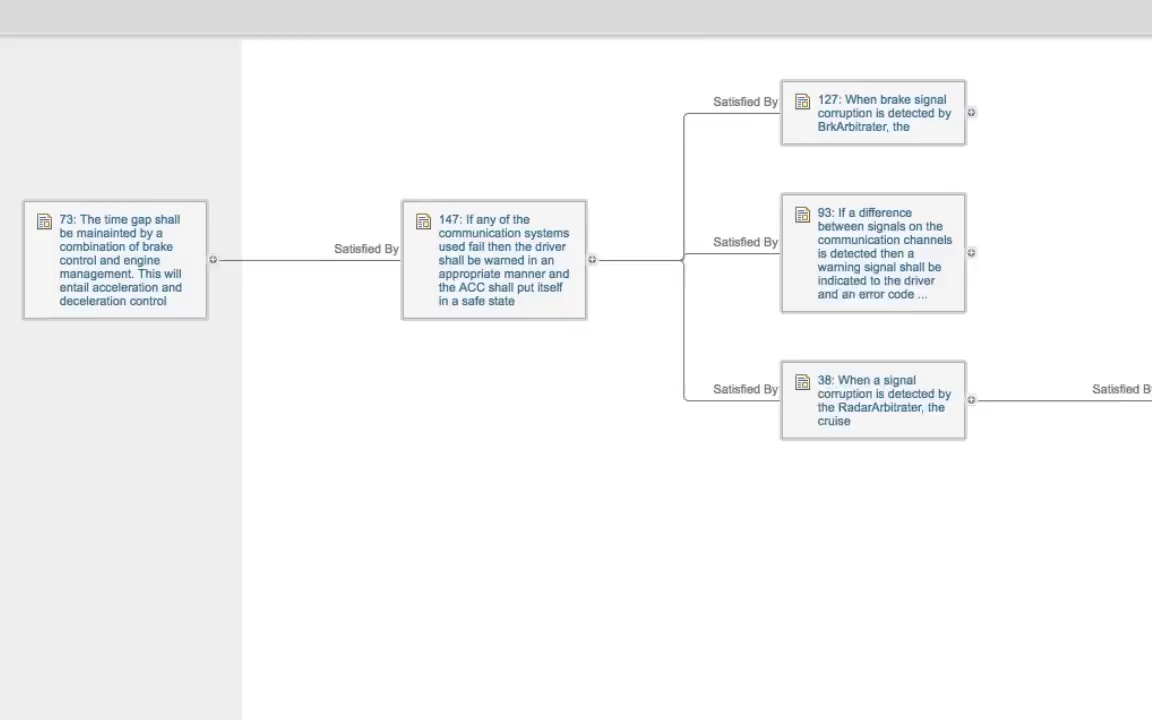 73: The time gap shall
be mainainted by a
combination of brake
control and engine
management. This will
entail acceleration and
deceleration control
Satisfied By
147: If any of the
communication systems
used fail then the driver
shall be warned in an
appropriate manner and
the ACC shall put itself
in a safe state
Satisfied By
127: When brake signal
corruption is detected by
BrkArbitrater, the
Satisfied By
93: If a difference
between signals on the
communication channels
is detected then a
warning signal shall be
indicated to the driver
and an error code ...
Satisfied By
38: When a signal
corruption is detected by
the RadarArbitrater, the
cruise
Satisfied By